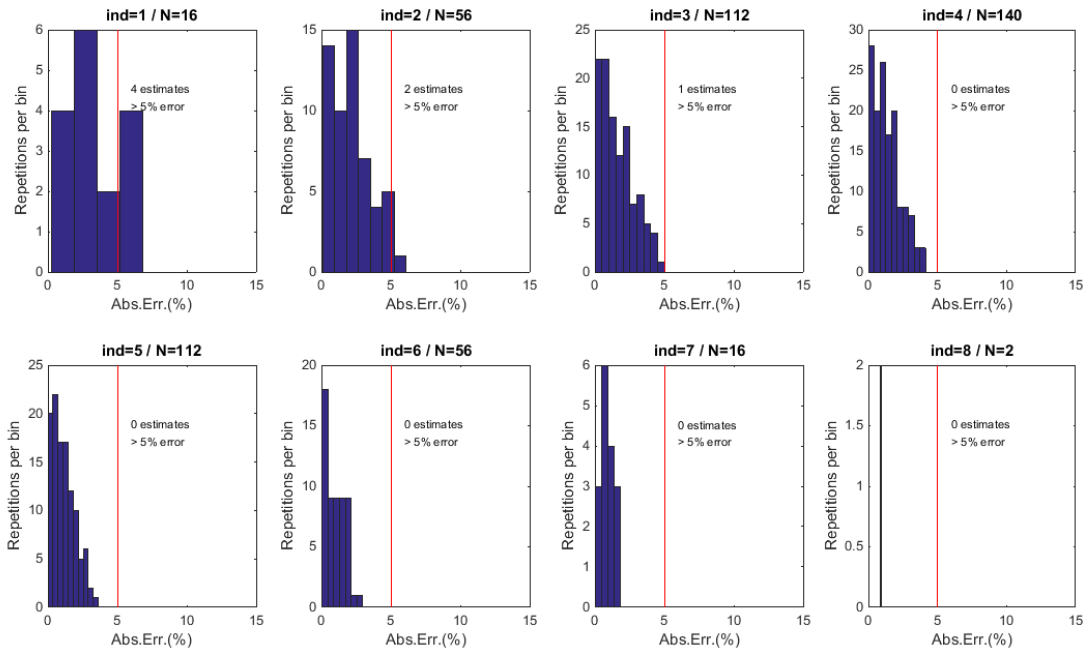 ind=1 / N=16
6
5
4
3
2
1
0
Repetitions per bin
4 estimates
> 5% error
0 5 10 15
Abs.Err.(%)
ind=2 / N=56
15
10
5
0
Repetitions per bin
2 estimates
> 5% error
0 5 10 15
Abs.Err.(%)
ind=3 / N=112
25
20
15
10
5
0
Repetitions per bin
1 estimates
> 5% error
0 5 10 15
Abs.Err.(%)
ind=4 / N=140
30
25
20
15
10
5
0
Repetitions per bin
0 estimates
> 5% error
0 5 10 15
Abs.Err.(%)
ind=5 / N=112
25
20
15
10
5
0
Repetitions per bin
0 estimates
> 5% error
0 5 10 15
Abs.Err.(%)
ind=6 / N=56
20
15
10
5
0
Repetitions per bin
0 estimates
> 5% error
0 5 10 15
Abs.Err.(%)
ind=7 / N=16
6
5
4
3
2
1
0
Repetitions per bin
0 estimates
> 5% error
0 5 10 15
Abs.Err.(%)
ind=8 / N=2
2
1.5
1
0.5
0
Repetitions per bin
0 estimates
> 5% error
0 5 10 15
Abs.Err.(%)